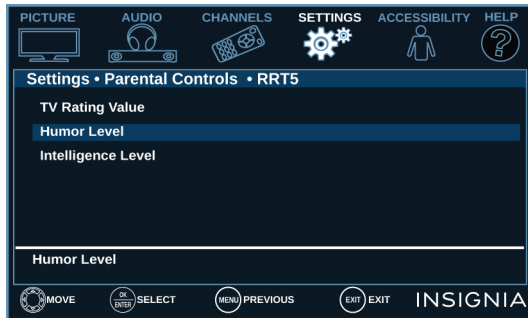 PICTURE AUDIO CHANNELS SETTINGS ACCESSIBILITY HELP
?
Settings • Parental Controls • RRT5
TV Rating Value
Humor Level
Intelligence Level
Humor Level
MOVE OK ENTER SELECT MENU PREVIOUS EXIT EXIT INSIGNIA